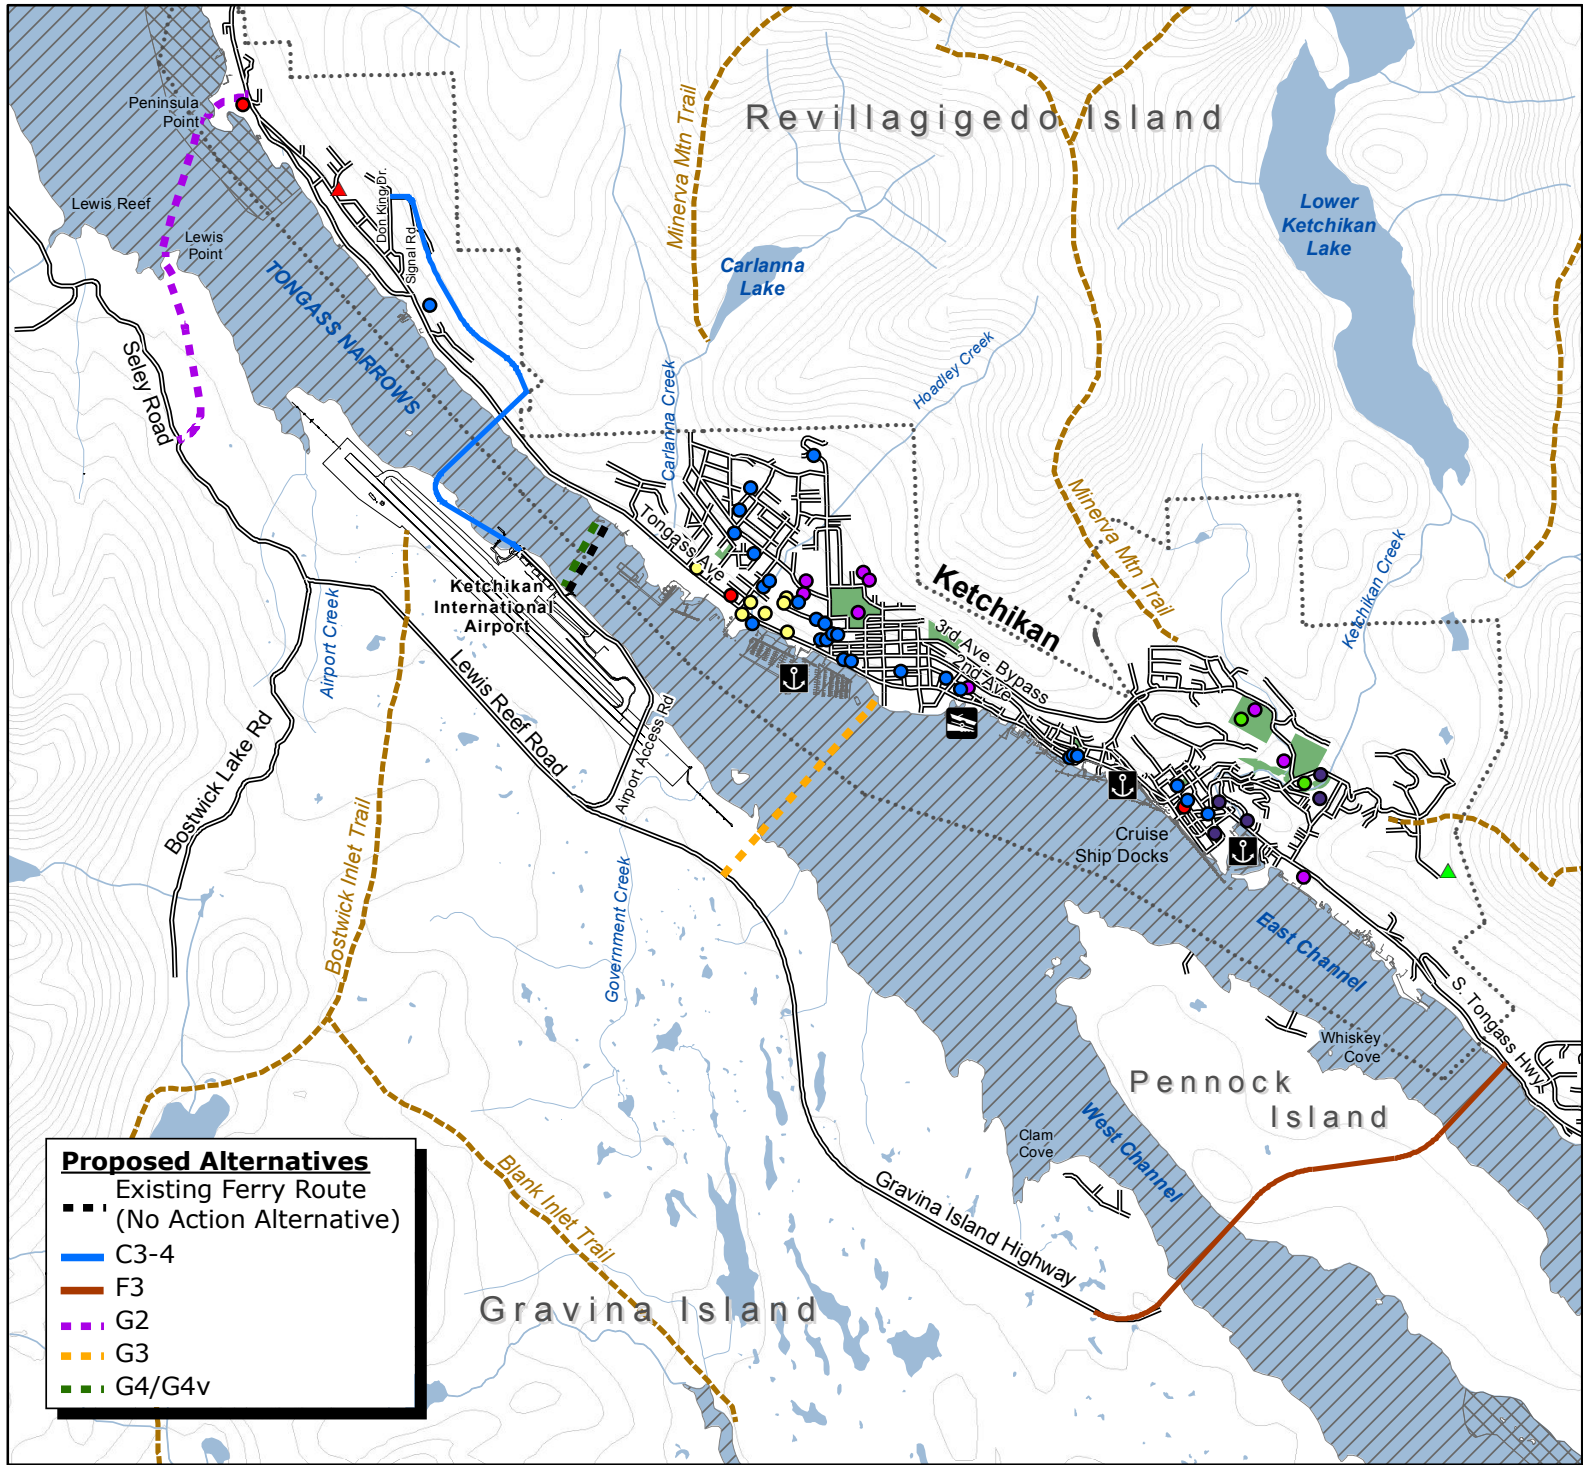 Revillagigedo Island
Peninsula
Point
Minerva Mtn Trail
Don King Dr.
Lewis Reef
Lower
Ketchikan
Lake
Lewis
Point
Signal Rd
Carlanna
Lake
TONGASS NARROWS
Seley Road
Hoadley Creek
Carlanna Creek
Minerva Mtn Trail
Tongass Ave
Ketchikan Creek
Ketchikan
Ketchikan
International
Airport
Airport Creek
3rd Ave. Bypass
2nd Ave
Lewis Reef Road
Airport Access Rd
Bostwick Lake Rd
Bostwick Inlet Trail
Cruise
Ship Docks
Government Creek
East Channel
S. Tongass Hwy
Whiskey
Cove
Pennock
Island
West Channel
Clam
Cove
Gravina Island Highway
Blank Inlet Trail
Gravina Island
Proposed Alternatives
Existing Ferry Route
(No Action Alternative)
C3-4
F3
G2
G3
G4/G4v